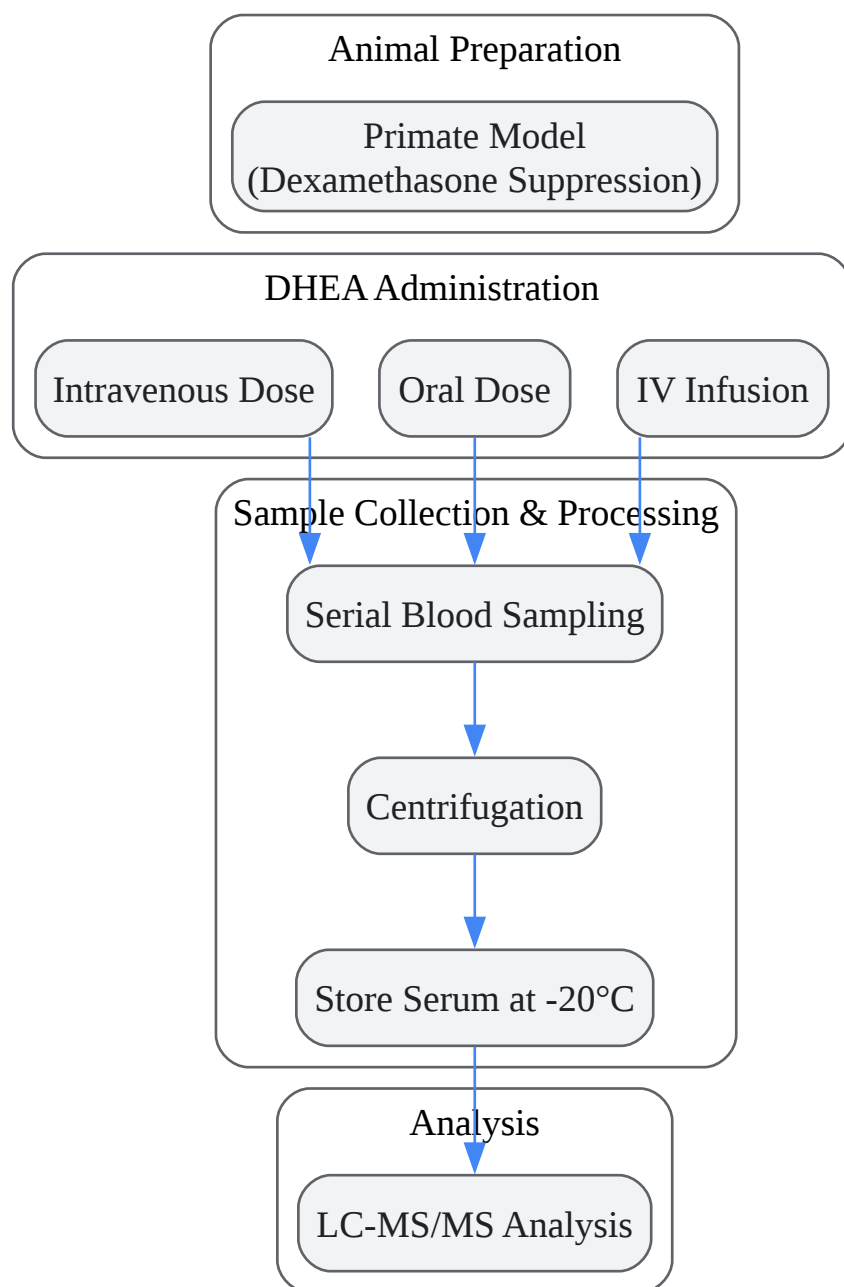 Animal Preparation
Primate Model
(Dexamethasone Suppression)
DHEA Administration
Intravenous Dose
Oral Dose
IV Infusion
Sample Collection & Processing
Serial Blood Sampling
Centrifugation
Store Serum at -20°C
Analysis
LC-MS/MS Analysis